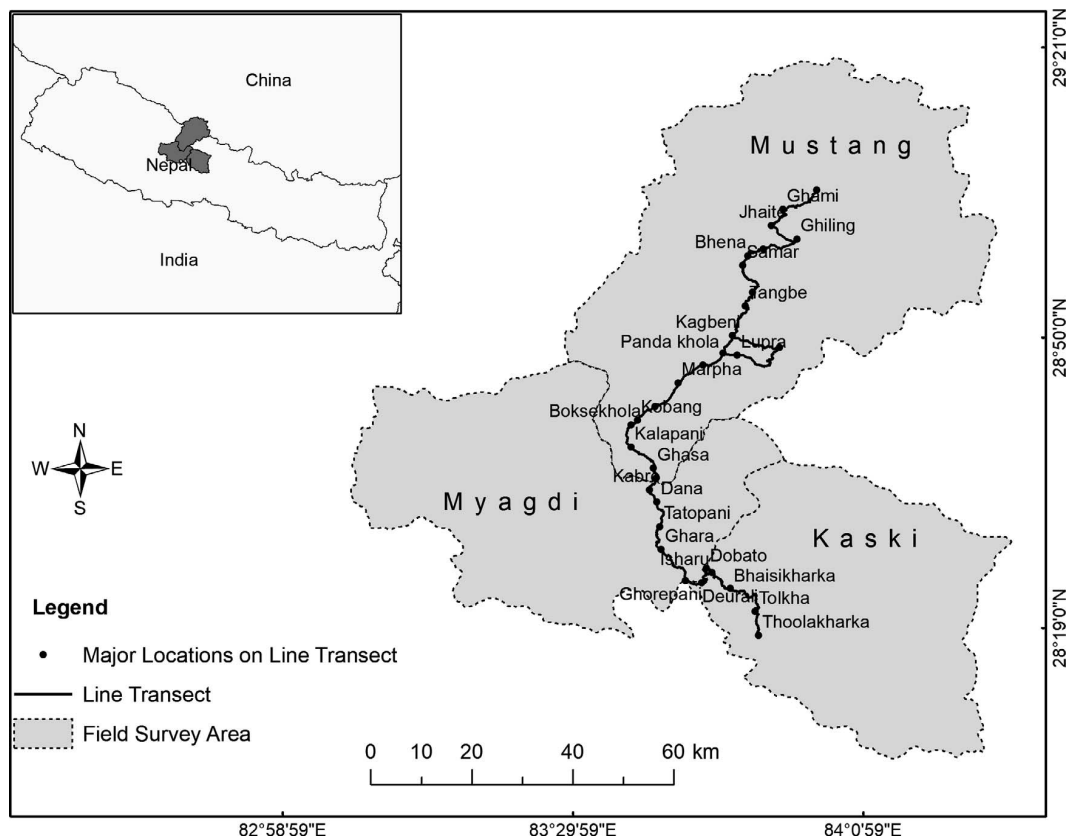 China
Nepal
India
29°21'0"N
Mustang
Ghami
Jhaite
Ghiling
Bhena
Samar
Tangbe
Kagbeni
28°50'0"N
Panda khola
Lupra
Marpha
Boksekhola
Kobang
Kalapani
Ghasa
Kabre
Dana
Myagdi
Tatopani
Kaski
Ghara
Isharu
Dobato
Bhaisikharka
Ghorepani
Deurali
Tolkha
Thoolakharka
28°19'0"N
N
W
E
S
Legend
Major Locations on Line Transect
Line Transect
Field Survey Area
0 10 20 40 60 km
82°58'59"E
83°29'59"E
84°0'59"E